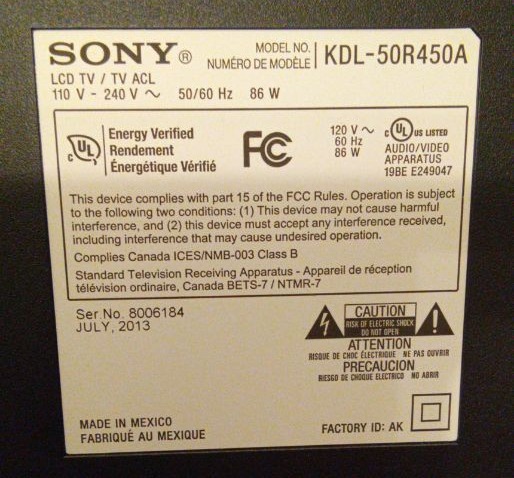 SONY®
MODEL NO.
NUMÉRO DE MODÈLE
KDL-50R450A
LCD TV / TV ACL
110 V - 240 V ~ 50/60 Hz 86 W
c UL
Energy Verified
Rendement
Énergétique Vérifié
FC
120 V ~
60 Hz
86 W
c UL US LISTED
AUDIO/VIDEO
APPARATUS
19BE E249047
This device complies with part 15 of the FCC Rules. Operation is subject
to the following two conditions: (1) This device may not cause harmful
interference, and (2) this device must accept any interference received,
including interference that may cause undesired operation.
Complies Canada ICES/NMB-003 Class B
Standard Television Receiving Apparatus - Appareil de réception
télévision ordinaire, Canada BETS-7 / NTMR-7
Ser.No. 8006184
JULY, 2013
CAUTION
RISK OF ELECTRIC SHOCK
DO NOT OPEN
ATTENTION
RISQUE DE CHOC ÉLECTRIQUE NE PAS OUVRIR
PRECAUCION
RIESGO DE CHOQUE ELECTRICO NO ABRIR
MADE IN MEXICO
FABRIQUÉ AU MEXIQUE
FACTORY ID: AK